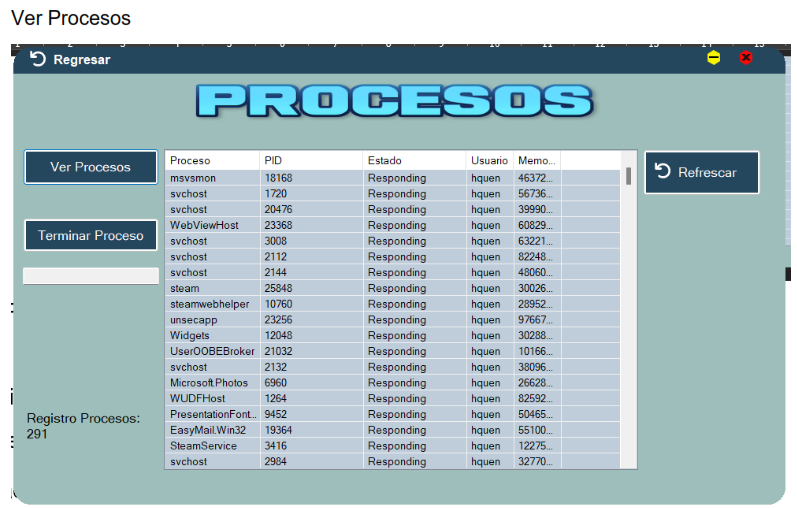 Ver Procesos
Regresar
PROCESOS
Ver Procesos
Terminar Proceso
Registro Procesos:
291
Proceso PID Estado Usuario Memo...
msvsmon 18168 Responding hquen 46372...
svchost 1720 Responding hquen 56736...
svchost 20476 Responding hquen 39990...
WebViewHost 23368 Responding hquen 60829...
svchost 3008 Responding hquen 63221...
svchost 2112 Responding hquen 82248...
svchost 2144 Responding hquen 48060...
steam 25848 Responding hquen 30026...
steamwebhelper 10760 Responding hquen 28952...
unsecapp 23256 Responding hquen 97667...
Widgets 12048 Responding hquen 30288...
UserOOBEBroker 21032 Responding hquen 10166...
svchost 2132 Responding hquen 38096...
Microsoft.Photos 6960 Responding hquen 26628...
WUDFHost 1264 Responding hquen 82592...
PresentationFont... 9452 Responding hquen 50465...
EasyMail.Win32 19364 Responding hquen 55100...
SteamService 3416 Responding hquen 12275...
svchost 2984 Responding hquen 32770...
Refrescar